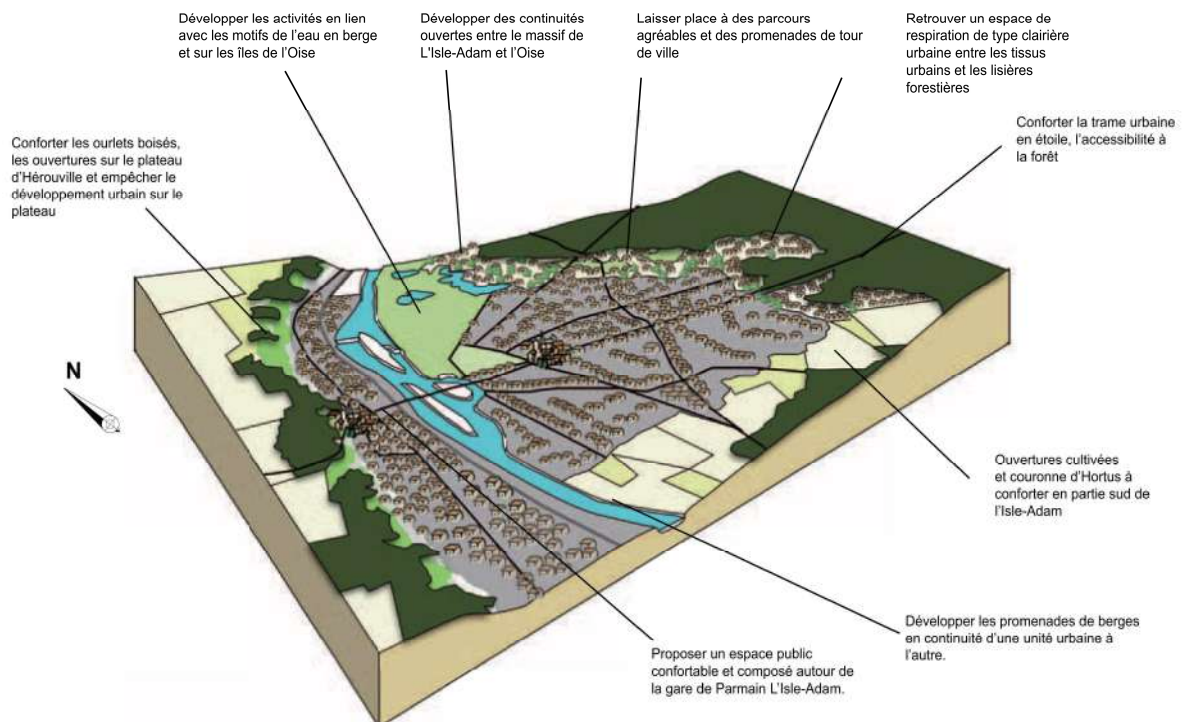 Développer les activités en lien
avec les motifs de l'eau en berge
et sur les îles de l'Oise
Développer des continuités
ouvertes entre le massif de
L'Isle-Adam et l'Oise
Laisser place à des parcours
agréables et des promenades de tour
de ville
Retrouver un espace de
respiration de type clairière
urbaine entre les tissus
urbains et les lisières
forestières
Conforter la trame urbaine
en étoile, l'accessibilité à
la forêt
Conforter les ourlets boisés,
les ouvertures sur le plateau
d'Hérouville et empêcher le
développement urbain sur le
plateau
N
Ouvertures cultivées
et couronne d'Hortus à
conforter en partie sud de
l'Isle-Adam
Développer les promenades de berges
en continuité d'une unité urbaine à
l'autre.
Proposer un espace public
confortable et composé autour de
la gare de Parmain L'Isle-Adam.